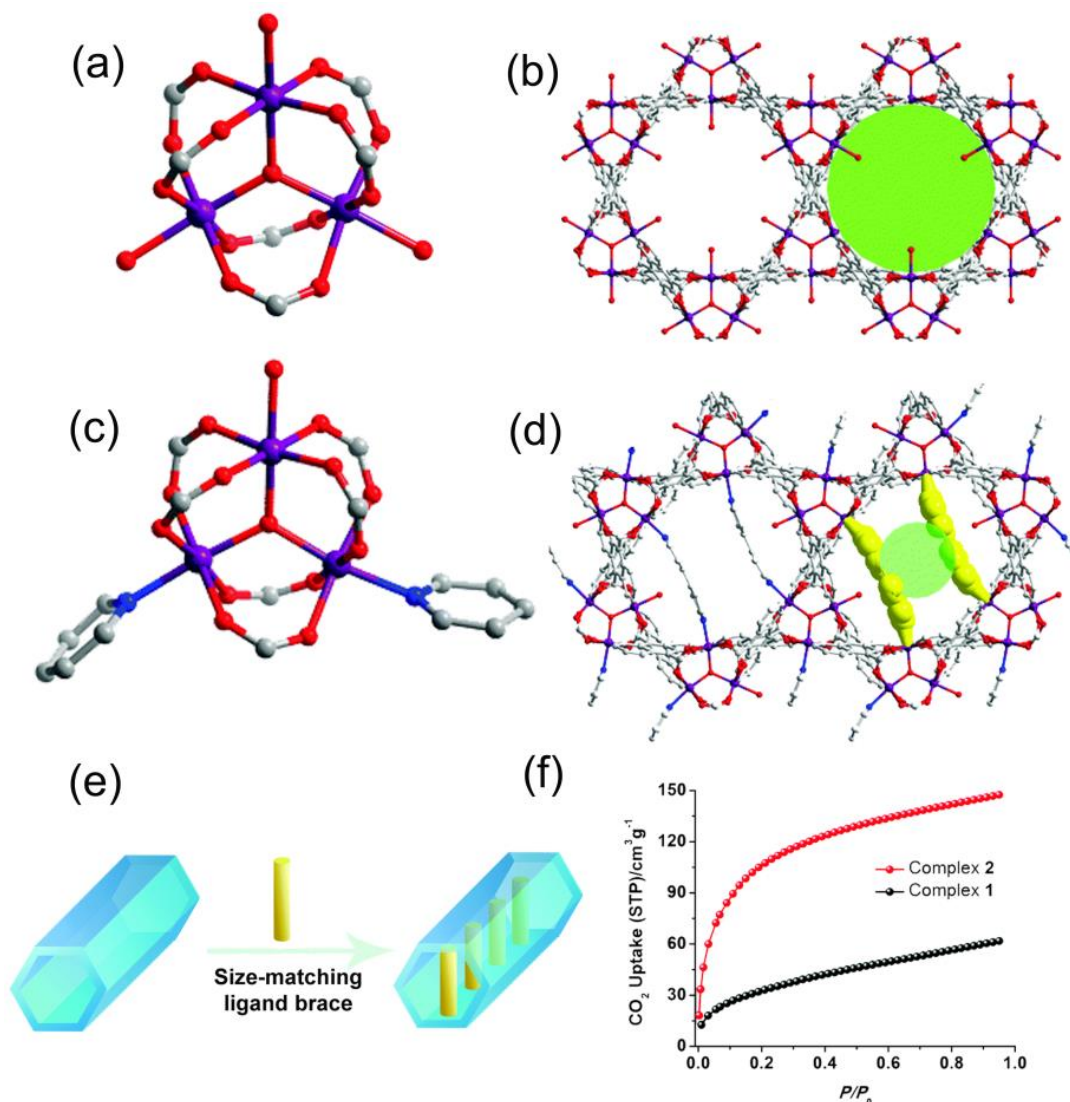 (a)
(b)
(c)
(d)
(e)
Size-matching
ligand brace
(f)
CO₂ Uptake (STP)/cm³g⁻¹
150
120
90
60
30
0
Complex 2
Complex 1
0.0 0.2 0.4 0.6 0.8 1.0
P/P₀